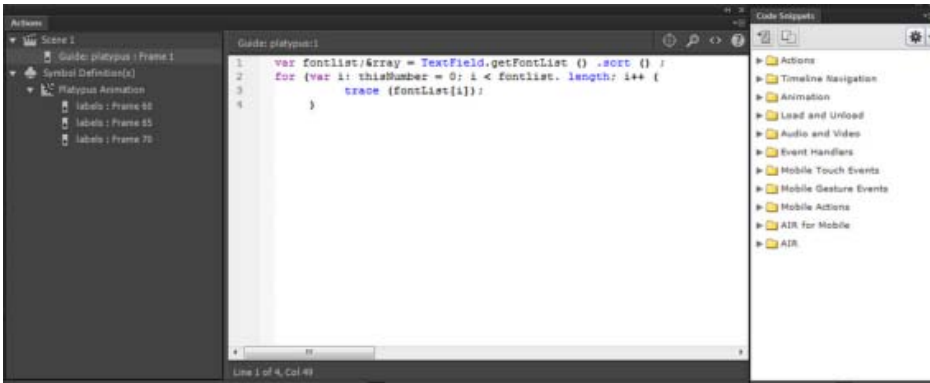 Actions
Scene 1
Guide: platypus : Frame 1
Symbol Definition(s)
Platypus Animation
labels : Frame 60
labels : Frame 65
labels : Frame 70
Guide: platypus:1
1 var fontlist;&rray = TextField.getFontList () .sort () ;
2 for (var i: thisNumber = 0; i < fontlist. length; i++ {
3 trace (fontList[i]);
4 }
Line 1 of 4, Col 49
Code Snippets
Actions
Timeline Navigation
Animation
Load and Unload
Audio and Video
Event Handlers
Mobile Touch Events
Mobile Gesture Events
Mobile Actions
AIR for Mobile
AIR